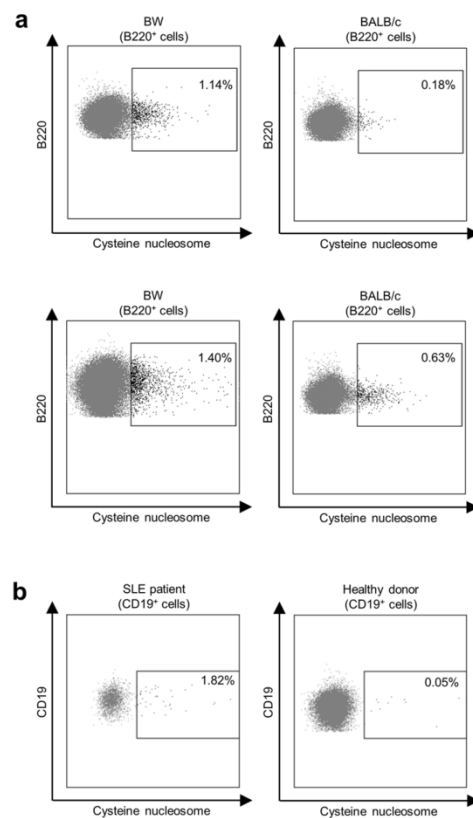 a
BW
(B220⁺ cells)
1.14%
B220
Cysteine nucleosome
BALB/c
(B220⁺ cells)
0.18%
B220
Cysteine nucleosome
BW
(B220⁺ cells)
1.40%
B220
Cysteine nucleosome
BALB/c
(B220⁺ cells)
0.63%
B220
Cysteine nucleosome
b
SLE patient
(CD19⁺ cells)
1.82%
CD19
Cysteine nucleosome
Healthy donor
(CD19⁺ cells)
0.05%
CD19
Cysteine nucleosome